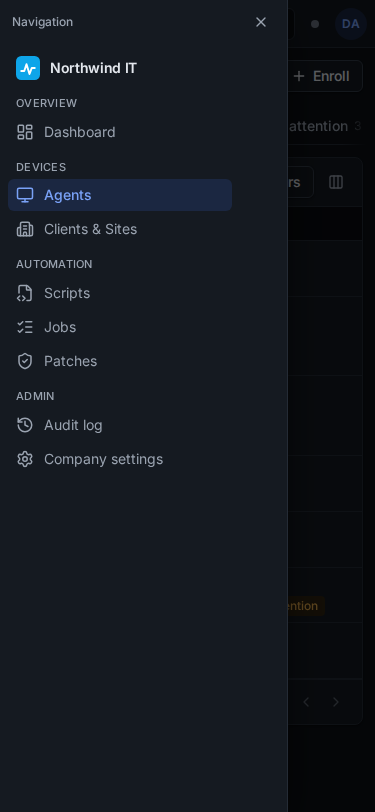 Navigation
DA
Northwind IT
Enroll
OVERVIEW
Dashboard
attention 3
DEVICES
Agents
rs
Clients & Sites
AUTOMATION
Scripts
Jobs
Patches
ADMIN
Audit log
Company settings
ention